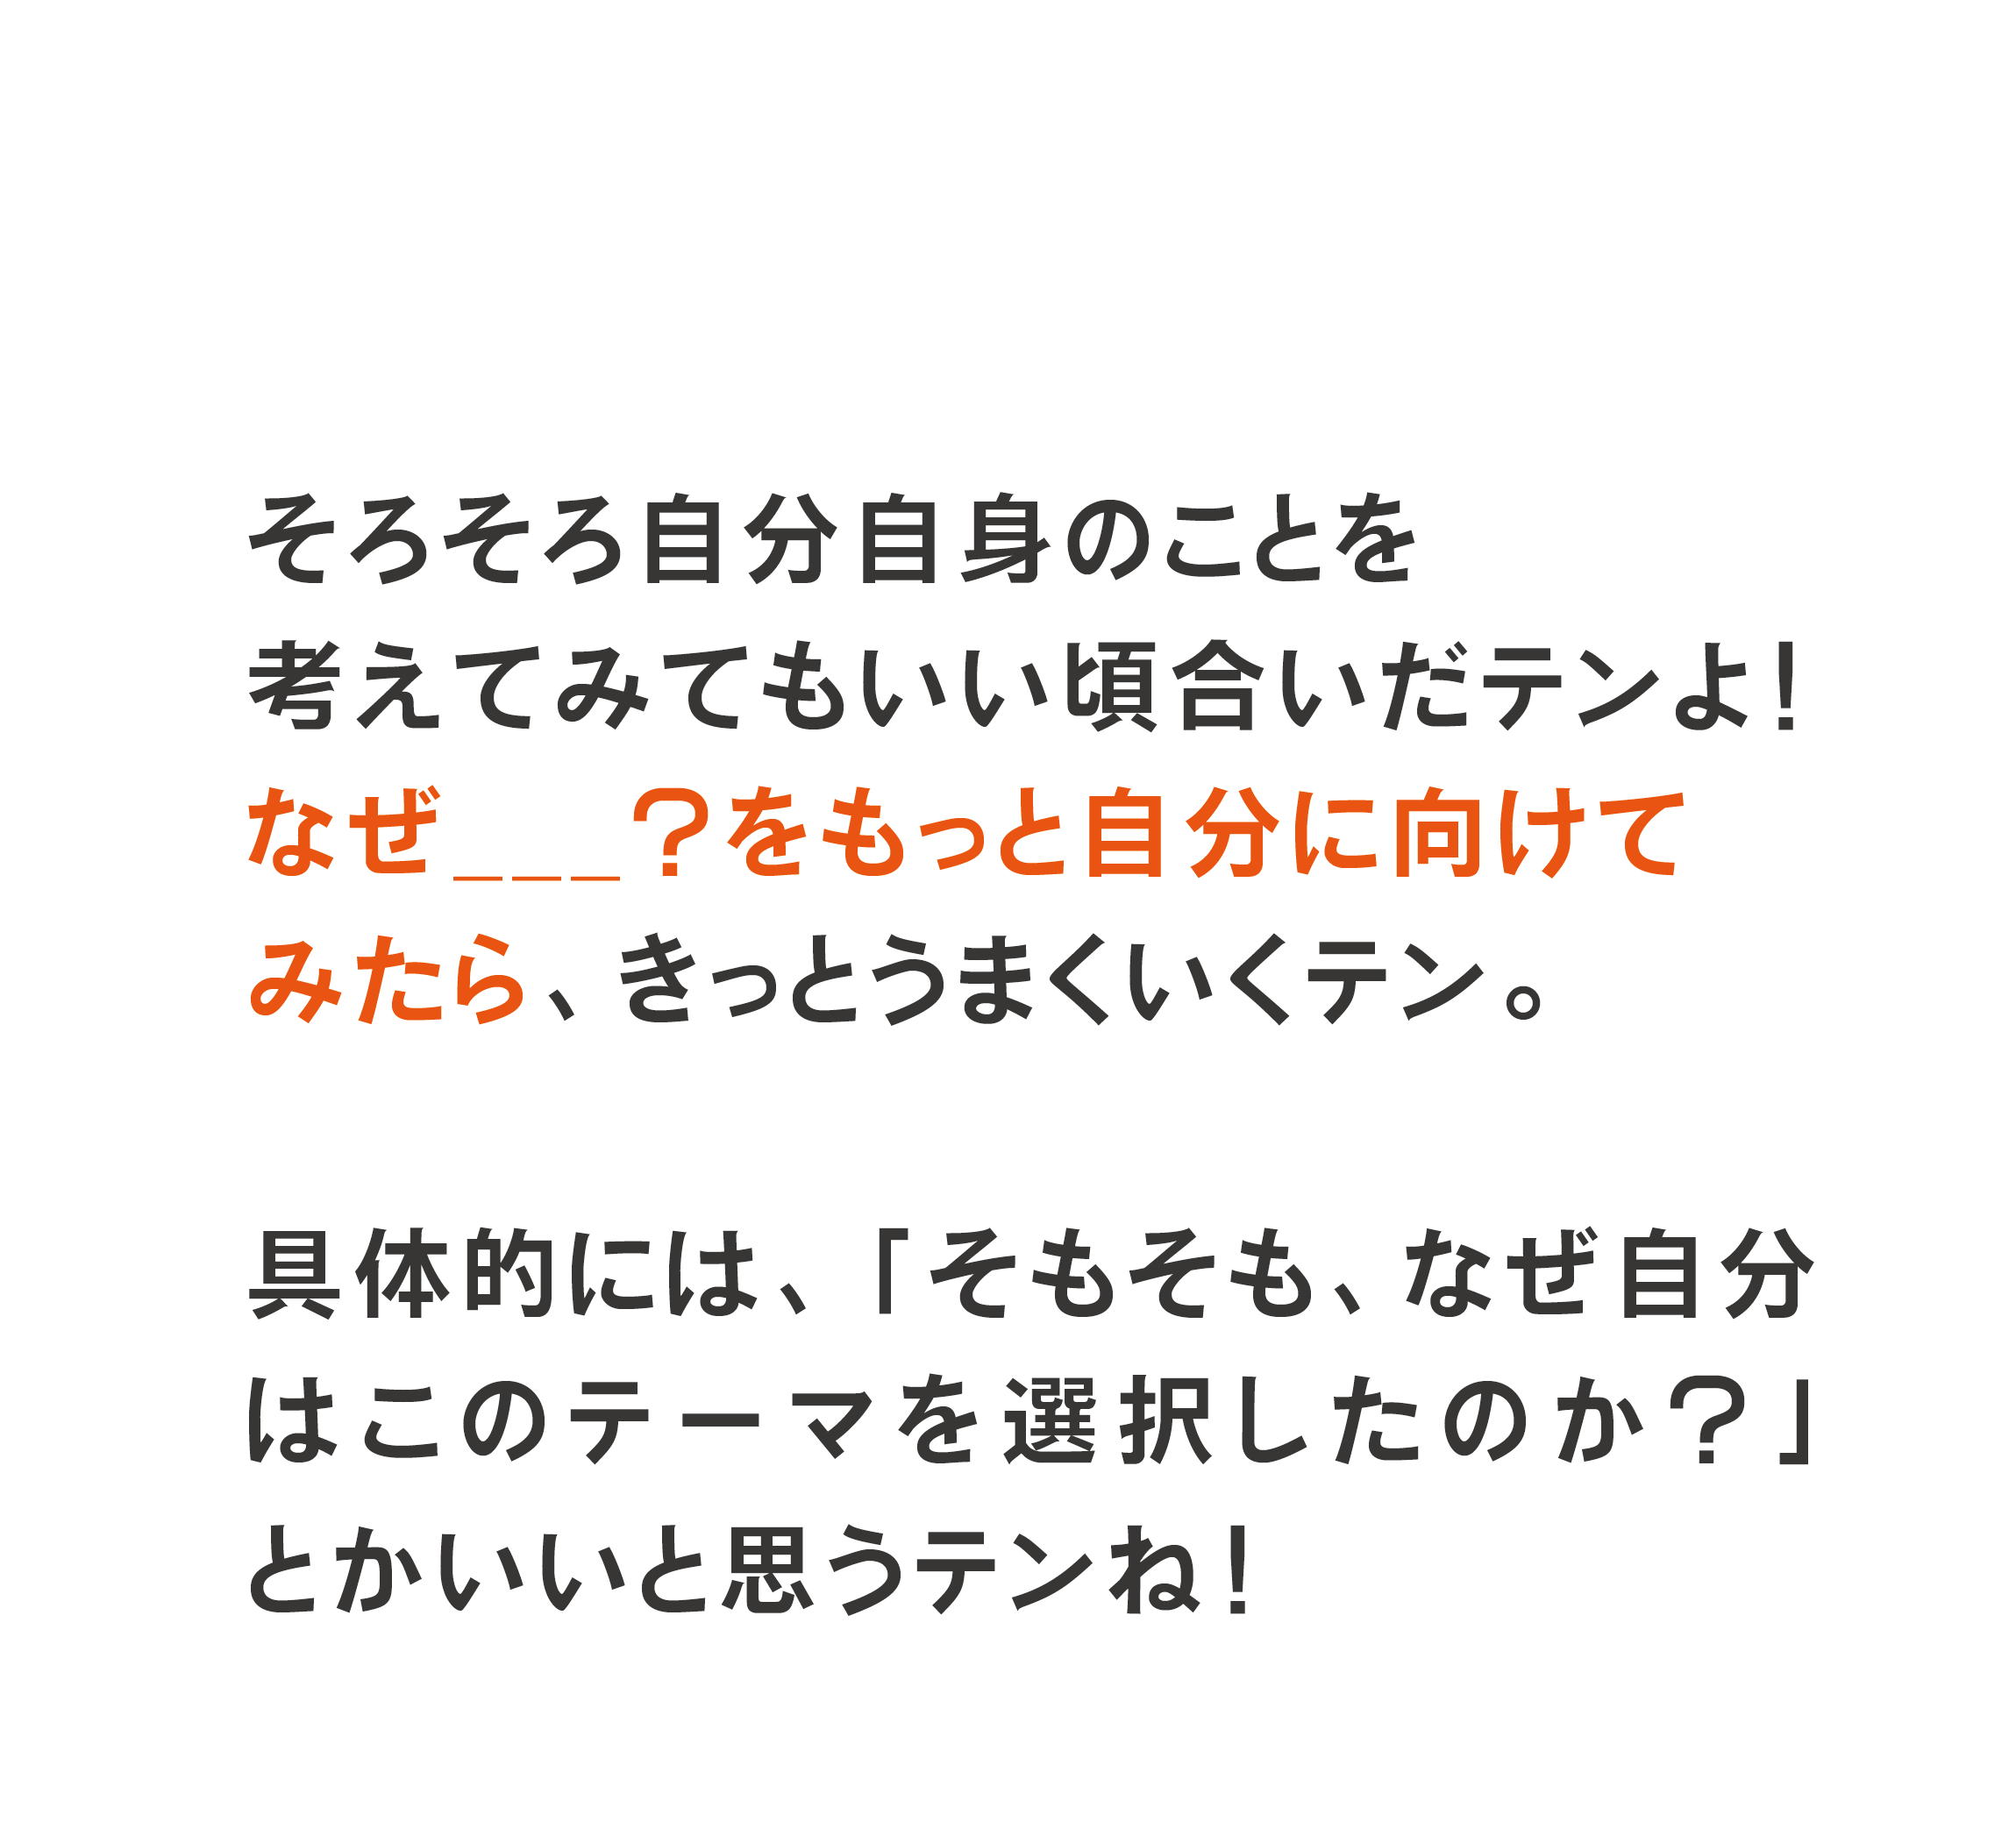 そろそろ自分自身のことを
考えてみてもいい頃合いだテンよ！
なぜ＿＿＿？をもっと自分に向けて
みたら、きっとうまくいくテン。
具体的には、「そもそも、なぜ自分
はこのテーマを選択したのか？」
とかいいと思うテンね！